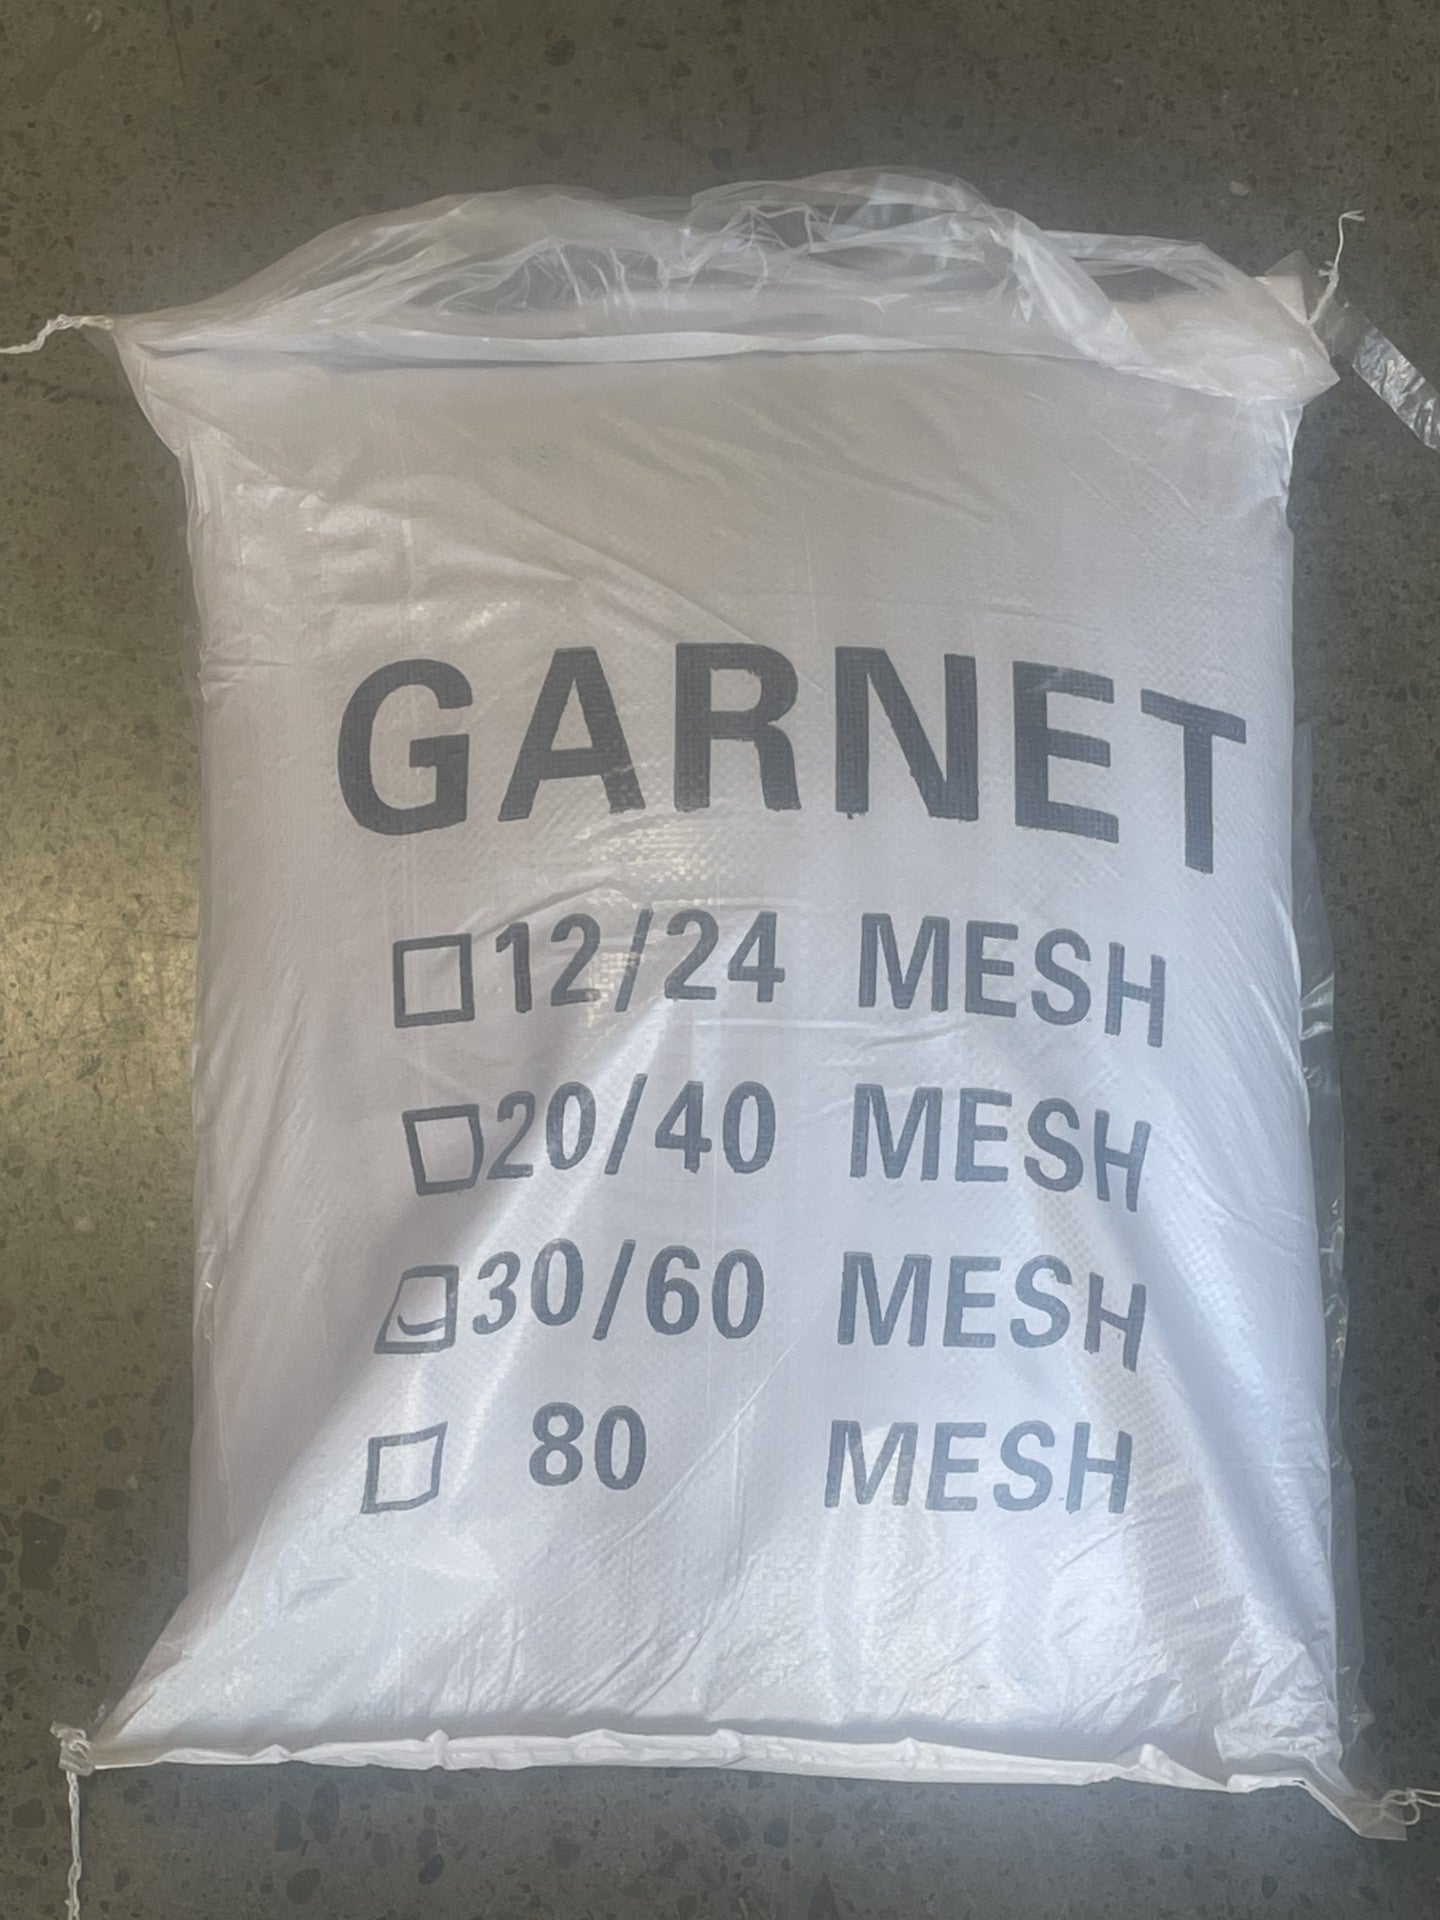 GARNET
☐12/24 MESH
☐20/40 MESH
☑30/60 MESH
☐ 80 MESH